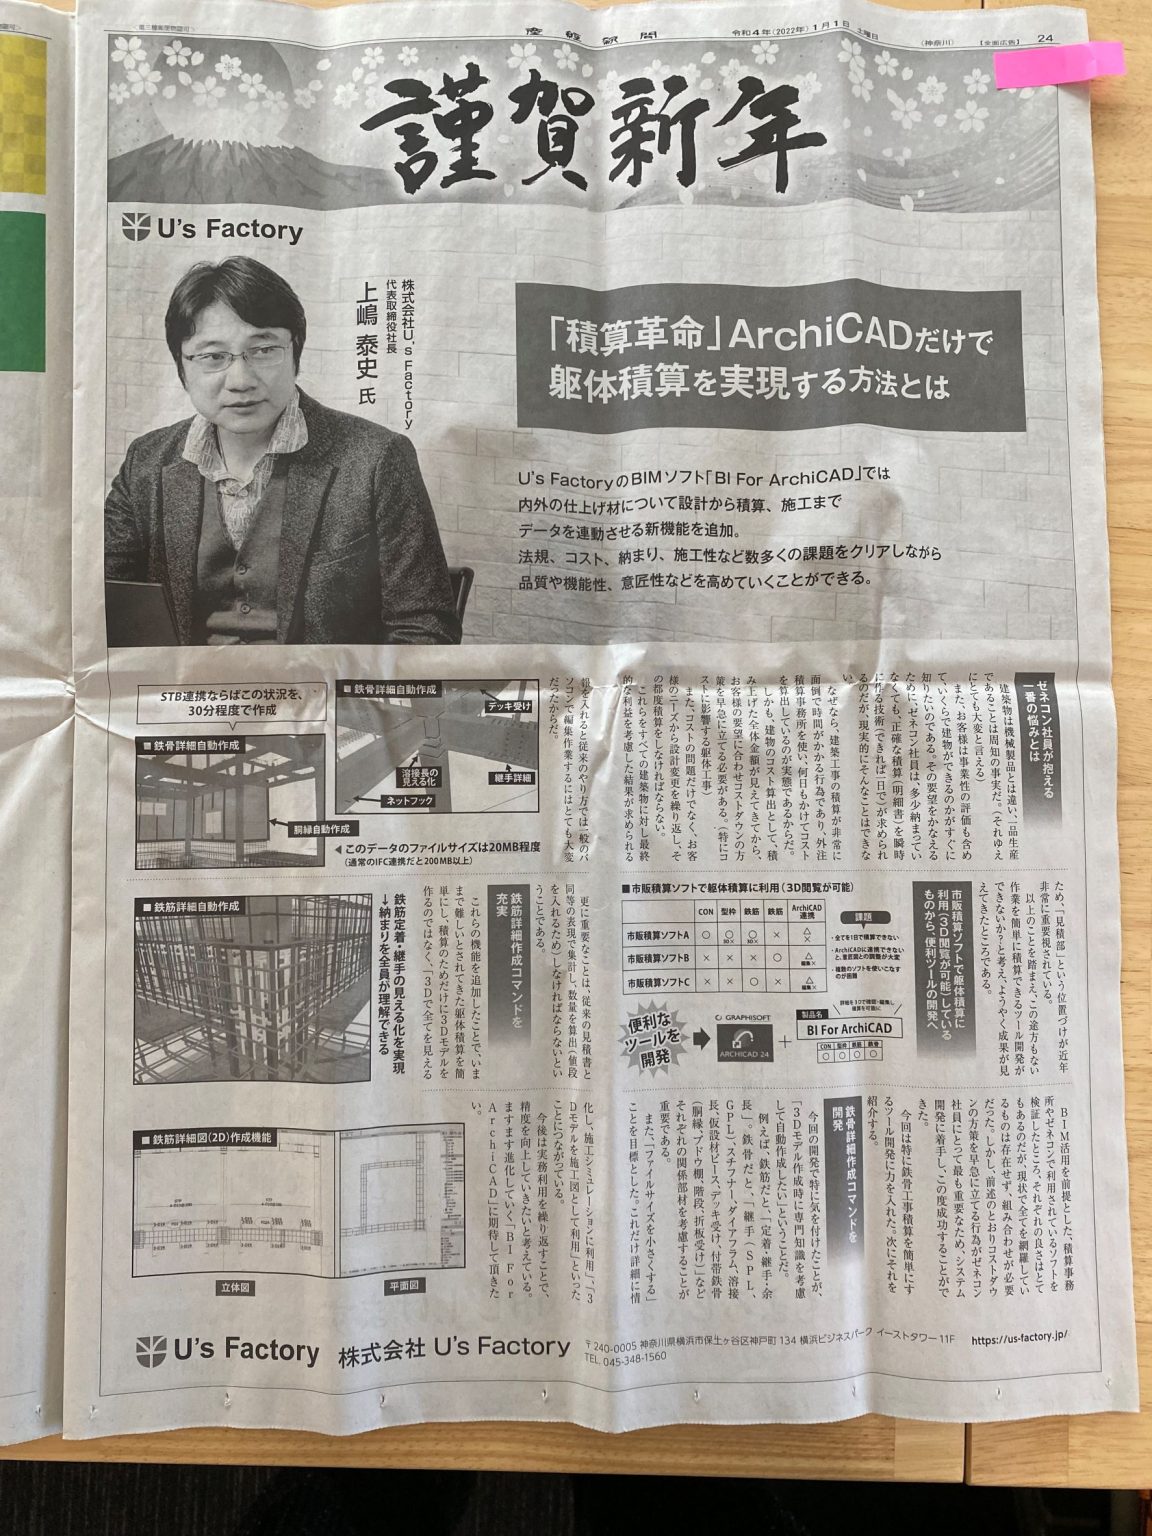 産経新聞
令和4年(2022年)1月1日 土曜日
(神奈川)
【全面広告】
24
謹賀新年
U's Factory
株式会社U's Factory
代表取締役社長
上嶋 泰史 氏
「積算革命」ArchiCADだけで
躯体積算を実現する方法とは
U's FactoryのBIMソフト「BI For ArchiCAD」では
内外の仕上げ材について設計から積算、施工まで
データを連動させる新機能を追加。
法規、コスト、納まり、施工性など数多くの課題をクリアしながら
品質や機能性、意匠性などを高めていくことができる。
ゼネコン社員が抱える
一番の悩みとは
建築物は機械製品とは違い、一品生産
であることは周知の事実だ。(それゆえ
にとても大変と言える)
また、お客様は事業性の評価も含め
ていくらで建物ができるのかがすぐに
知りたいのである。その要望をかなえる
ために、ゼネコン社員は、多少納まってい
なくても、正確な積算(明細書)を瞬時
に作る技術(できれば一日で)が求められ
るのだが、現実的にそんなことはできな
い。
なぜなら、建築工事の積算が非常に
面倒で時間がかかる行為であり、外注
積算事務所を使い、何日もかけてコスト
を算出しているのが実態であるからだ。
しかも、建物のコスト算出として、積
み上げた全体金額が見えてきてから、
お客様の要望に合わせコストダウンの方
策を早急に立てる必要がある。(特にコ
ストに影響する躯体工事)
また、コストの問題だけでなく、お客
様のニーズから設計変更を繰り返し、そ
の都度積算をしなければならない。
これらをすべての建築物に対し最終
的な利益を考慮した結果が求められる
ため、「見積部」という位置づけが近年
非常に重要視されている。
以上のことを踏まえ、この途方もない
作業を簡単に積算できるツール開発が
できないか?と考え、ようやく成果が見
えてきたところである。
市販積算ソフトで躯体積算に
利用(3D閲覧が可能)している
ものから、便利ツールの開発へ
■市販積算ソフトで躯体積算に利用(3D閲覧が可能)
CON 型枠 鉄筋 鉄筋 ArchiCAD連携
市販積算ソフトA ○ ○ 30× ○ 30× × △ ×
市販積算ソフトB × × × ○ △ 編集×
市販積算ソフトC × × ○ × △ 編集×
課題
・全てを1日で積算できない
・ArchiCADに連携できない
と、意匠図との調整が大変
・複数のソフトを使いこなす
のが困難
便利な
ツールを
開発
GRAPHISOFT
ARCHICAD 24
+
製品名
詳細を3Dで確認・編集し
積算を可能に!
BI For ArchiCAD
CON 型枠 鉄筋 鉄骨
○ ○ ○ ○
BIM活用を前提とした、積算事務
所やゼネコンで利用されているソフトを
検証したところ、それぞれの良さはとて
もあるのだが、現状で全てを網羅してい
るものは存在せず、組み合わせが必要
だった。しかし、前述のとおりコストダウ
ンの方策を早急に立てる行為がゼネコン
社員にとって最も重要なため、システム
開発に着手し、この度成功することがで
きた。
今回は特に鉄骨工事積算を簡単にす
るツール開発に力を入れた。次にそれを
紹介する。
鉄骨詳細作成コマンドを
開発
今回の開発で特に気を付けたことが、
「3Dモデル作成時に専門知識を考慮
して自動作成したい」ということだ。
例えば、鉄筋だと、「定着・継手・余
長」。鉄骨だと、「継手(SPL、
GPL)、スチフナー、ダイアフラム、溶接
長、仮設材ピース、デッキ受け、付帯鉄骨
(胴縁、ブドウ棚、階段、折板受け)」など
それぞれの関係部材を考慮することが
重要である。
また、「ファイルサイズを小さくする」
ことを目標とした。これだけ詳細に情
報を入れると従来のやり方では一般のパ
ソコンで編集作業するにはとても大変
だったからだ。
STB連携ならばこの状況を、
30分程度で作成
■鉄骨詳細自動作成
胴縁自動作成
■鉄骨詳細自動作成
デッキ受け
溶接長の
見える化
継手詳細
ネットフック
◀このデータのファイルサイズは20MB程度
(通常のIFC連携だと200MB以上)
更に重要なことは、従来の見積書と
同等の表現で集計し、数量を算出(値段
を入れるため)しなければならないとい
うことである。
鉄筋詳細作成コマンドを
充実
これらの機能を追加したことで、いま
まで難しいとされてきた躯体積算を簡
単にし、積算のためだけに3Dモデルを
作るのではなく、「3Dで全てを見える
鉄筋定着・継手の見える化を実現
→納まりを全員が理解できる
■鉄筋詳細自動作成
化し、施工シミュレーションに利用」、「3
Dモデルを施工図として利用」といった
ことにつながっている。
今後は実務利用を繰り返すことで、
精度を向上していきたいと考えている。
ますます進化していく「BI For
ArchiCAD」に期待して頂きた
い。
■鉄筋詳細図(2D)作成機能
立体図
平面図
U's Factory
株式会社 U's Factory
〒240-0005 神奈川県横浜市保土ヶ谷区神戸町 134 横浜ビジネスパーク イーストタワー 11F
TEL. 045-348-1560
https://us-factory.jp/